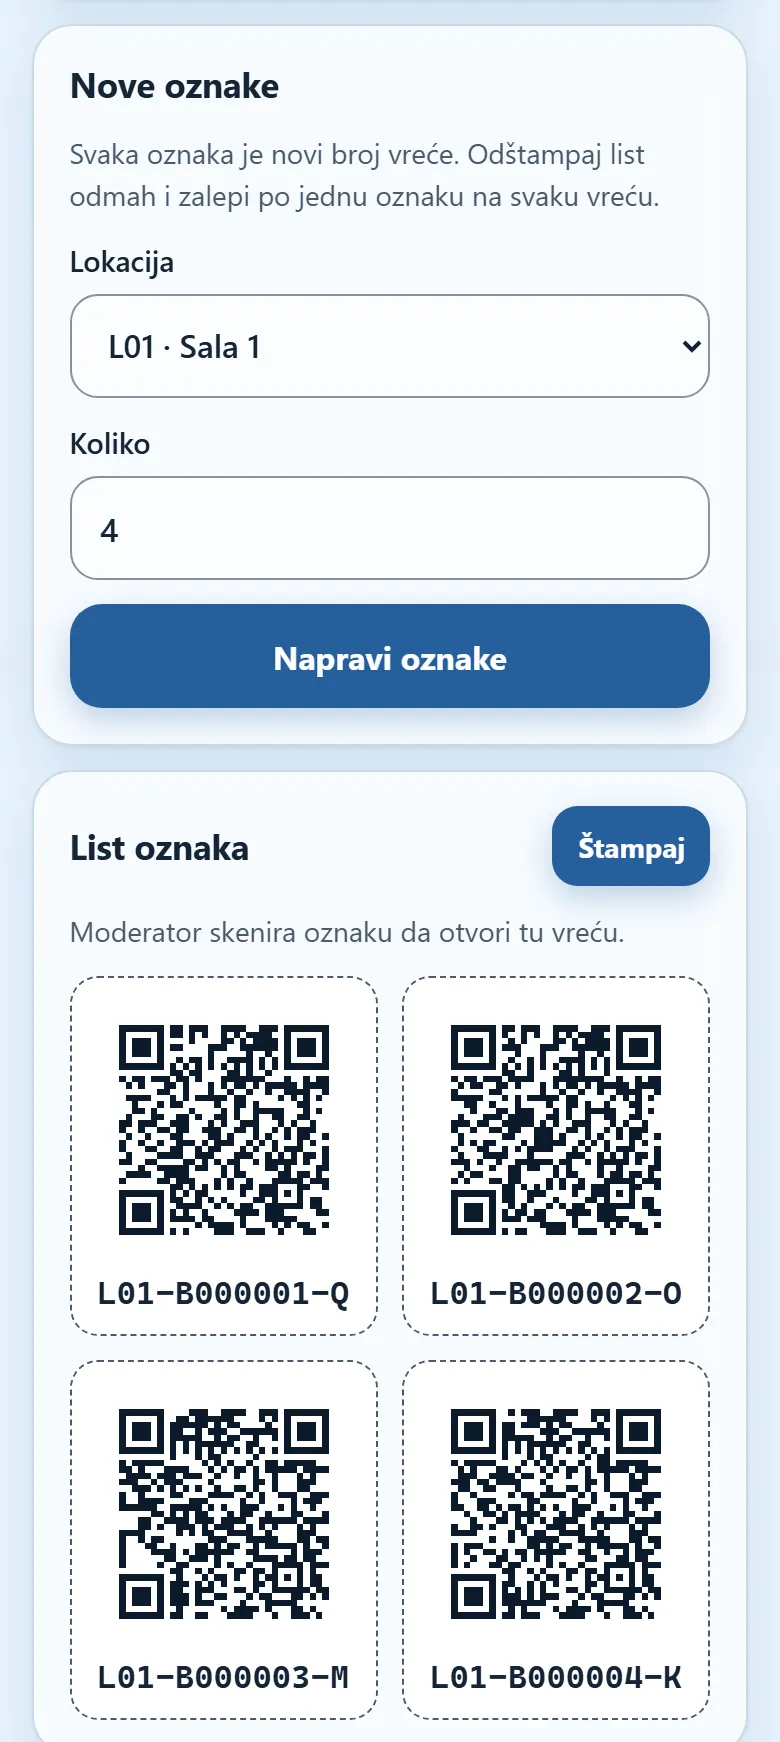 Nove oznake
Svaka oznaka je novi broj vreće. Odštampaj list
odmah i zalepi po jednu oznaku na svaku vreću.
Lokacija
L01 · Sala 1
Koliko
4
Napravi oznake
List oznaka
Štampaj
Moderator skenira oznaku da otvori tu vreću.
L01-B000001-Q
L01-B000002-O
L01-B000003-M
L01-B000004-K